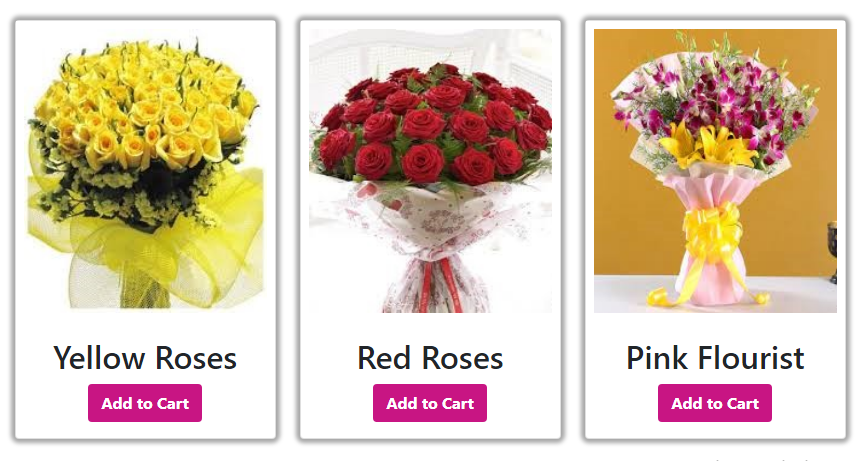 Yellow Roses
Add to Cart
Red Roses
Add to Cart
Pink Flourist
Add to Cart